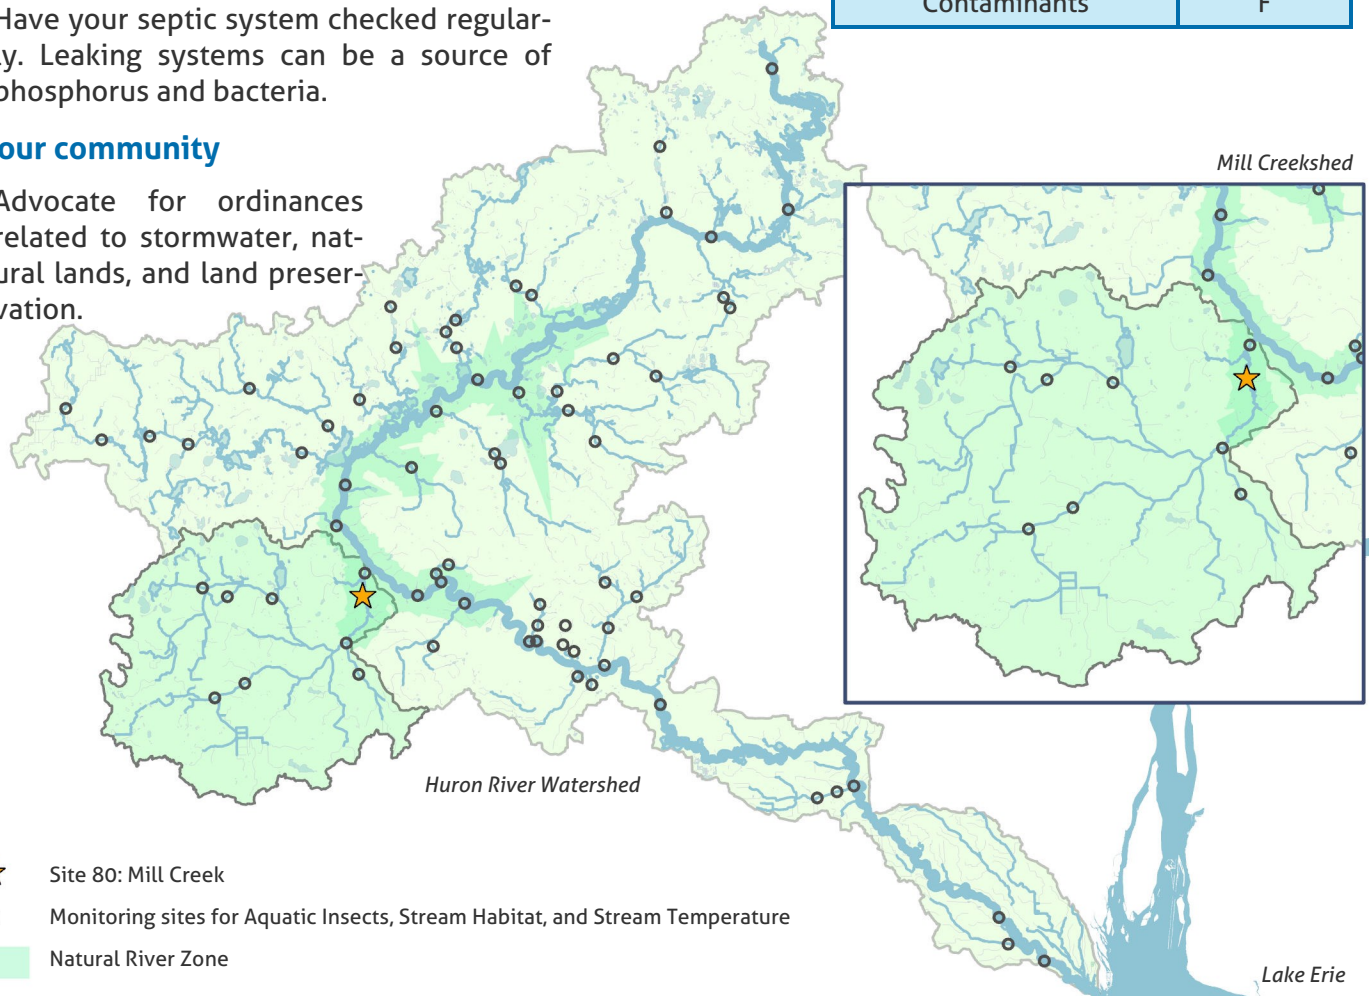 Have your septic system checked regular-
ly. Leaking systems can be a source of
phosphorus and bacteria.
our community
Advocate for ordinances
related to stormwater, nat-
ural lands, and land preser-
vation.
Contaminants F
Mill Creekshed
Huron River Watershed
Site 80: Mill Creek
Monitoring sites for Aquatic Insects, Stream Habitat, and Stream Temperature
Natural River Zone
Lake Erie